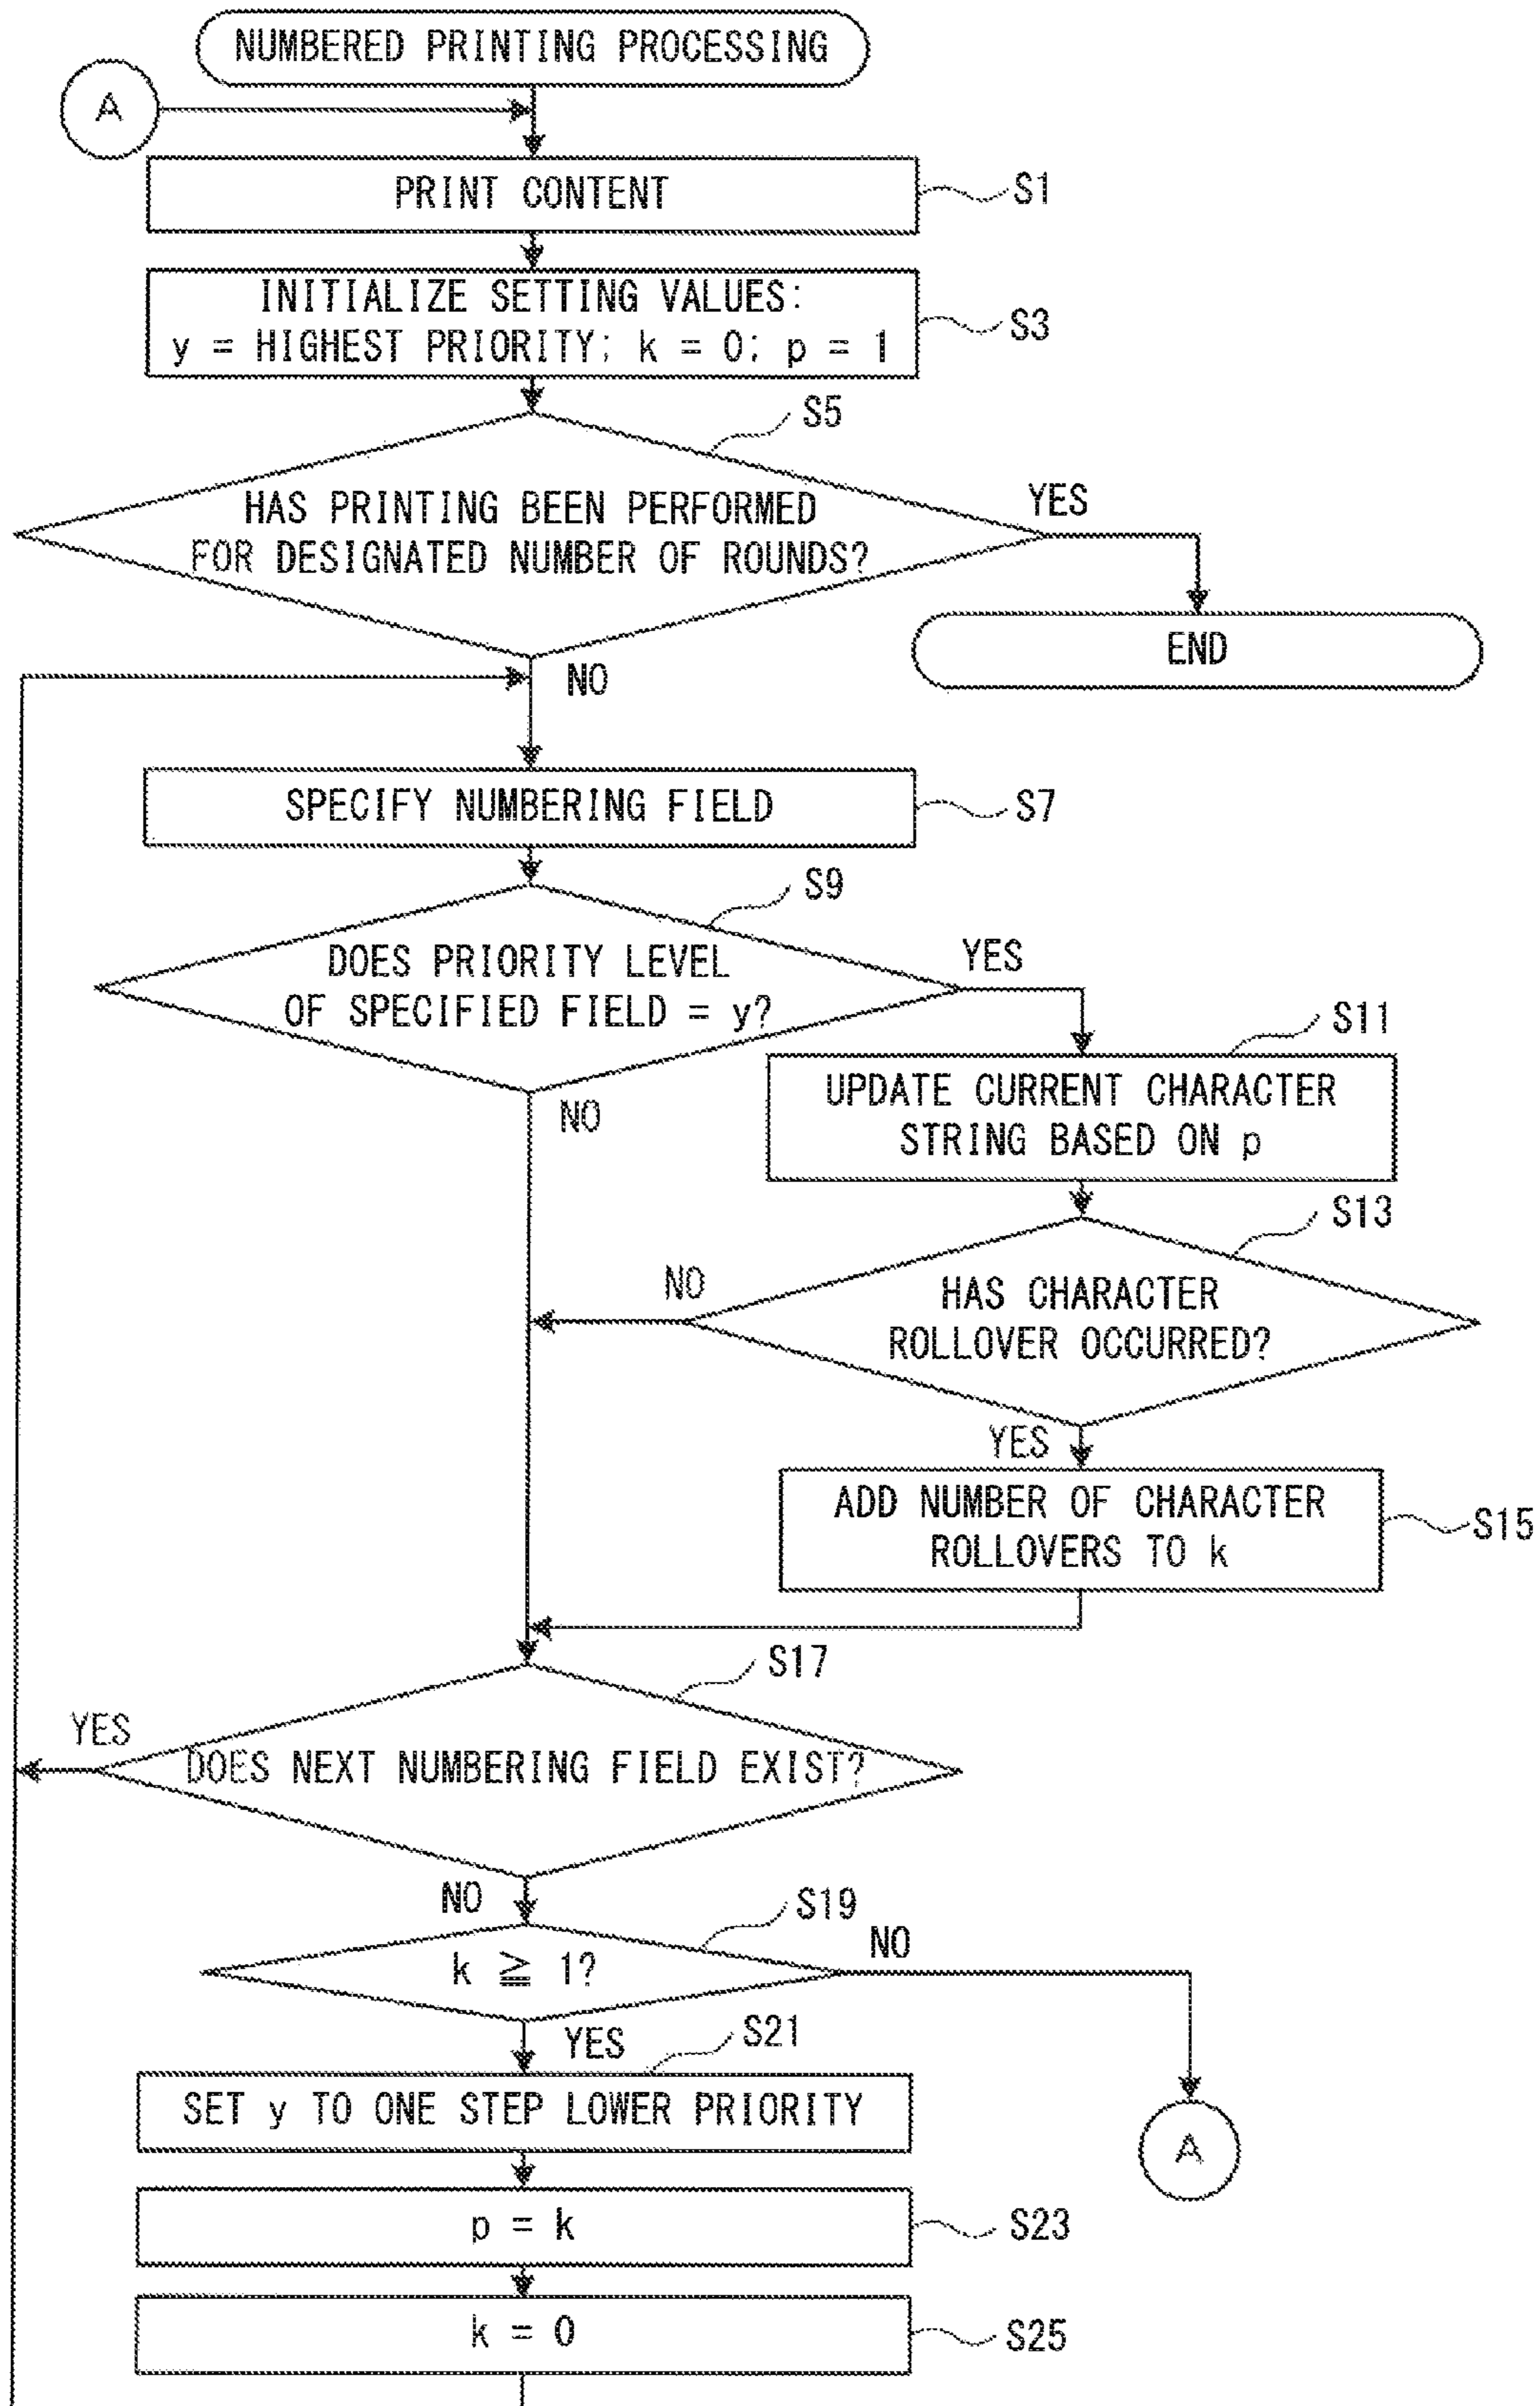 NUMBERED PRINTING PROCESSING
A
PRINT CONTENT
S1
INITIALIZE SETTING VALUES:
y = HIGHEST PRIORITY; k = 0; p = 1
S3
S5
HAS PRINTING BEEN PERFORMED
FOR DESIGNATED NUMBER OF ROUNDS?
YES
END
NO
SPECIFY NUMBERING FIELD
S7
S9
DOES PRIORITY LEVEL
OF SPECIFIED FIELD = y?
YES
NO
S11
UPDATE CURRENT CHARACTER
STRING BASED ON p
S13
HAS CHARACTER
ROLLOVER OCCURRED?
NO
YES
ADD NUMBER OF CHARACTER
ROLLOVERS TO k
S15
S17
DOES NEXT NUMBERING FIELD EXIST?
YES
NO
S19
k ≧ 1?
NO
YES
S21
SET y TO ONE STEP LOWER PRIORITY
A
p = k
S23
k = 0
S25